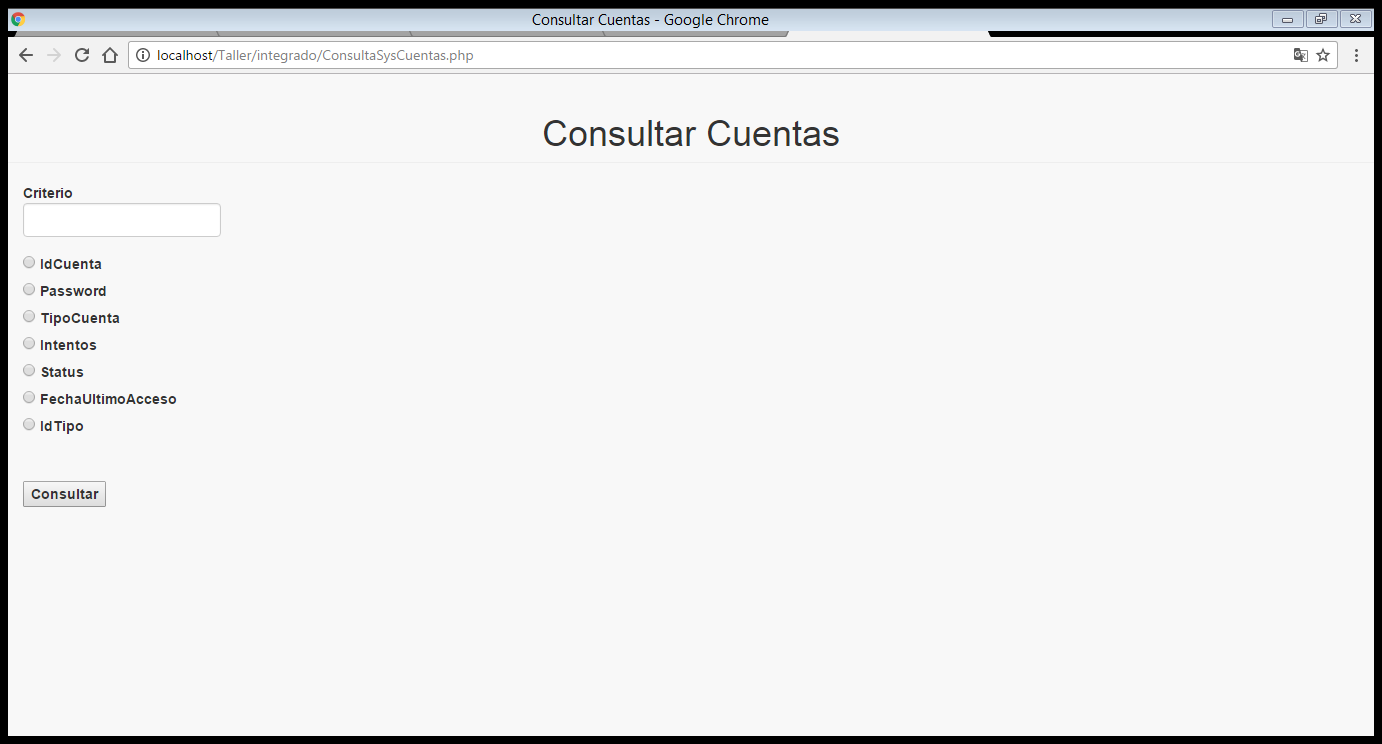 Consultar Cuentas - Google Chrome
localhost/Taller/integrado/ConsultaSysCuentas.php
Consultar Cuentas
Criterio
IdCuenta
Password
TipoCuenta
Intentos
Status
FechaUltimoAcceso
IdTipo
Consultar